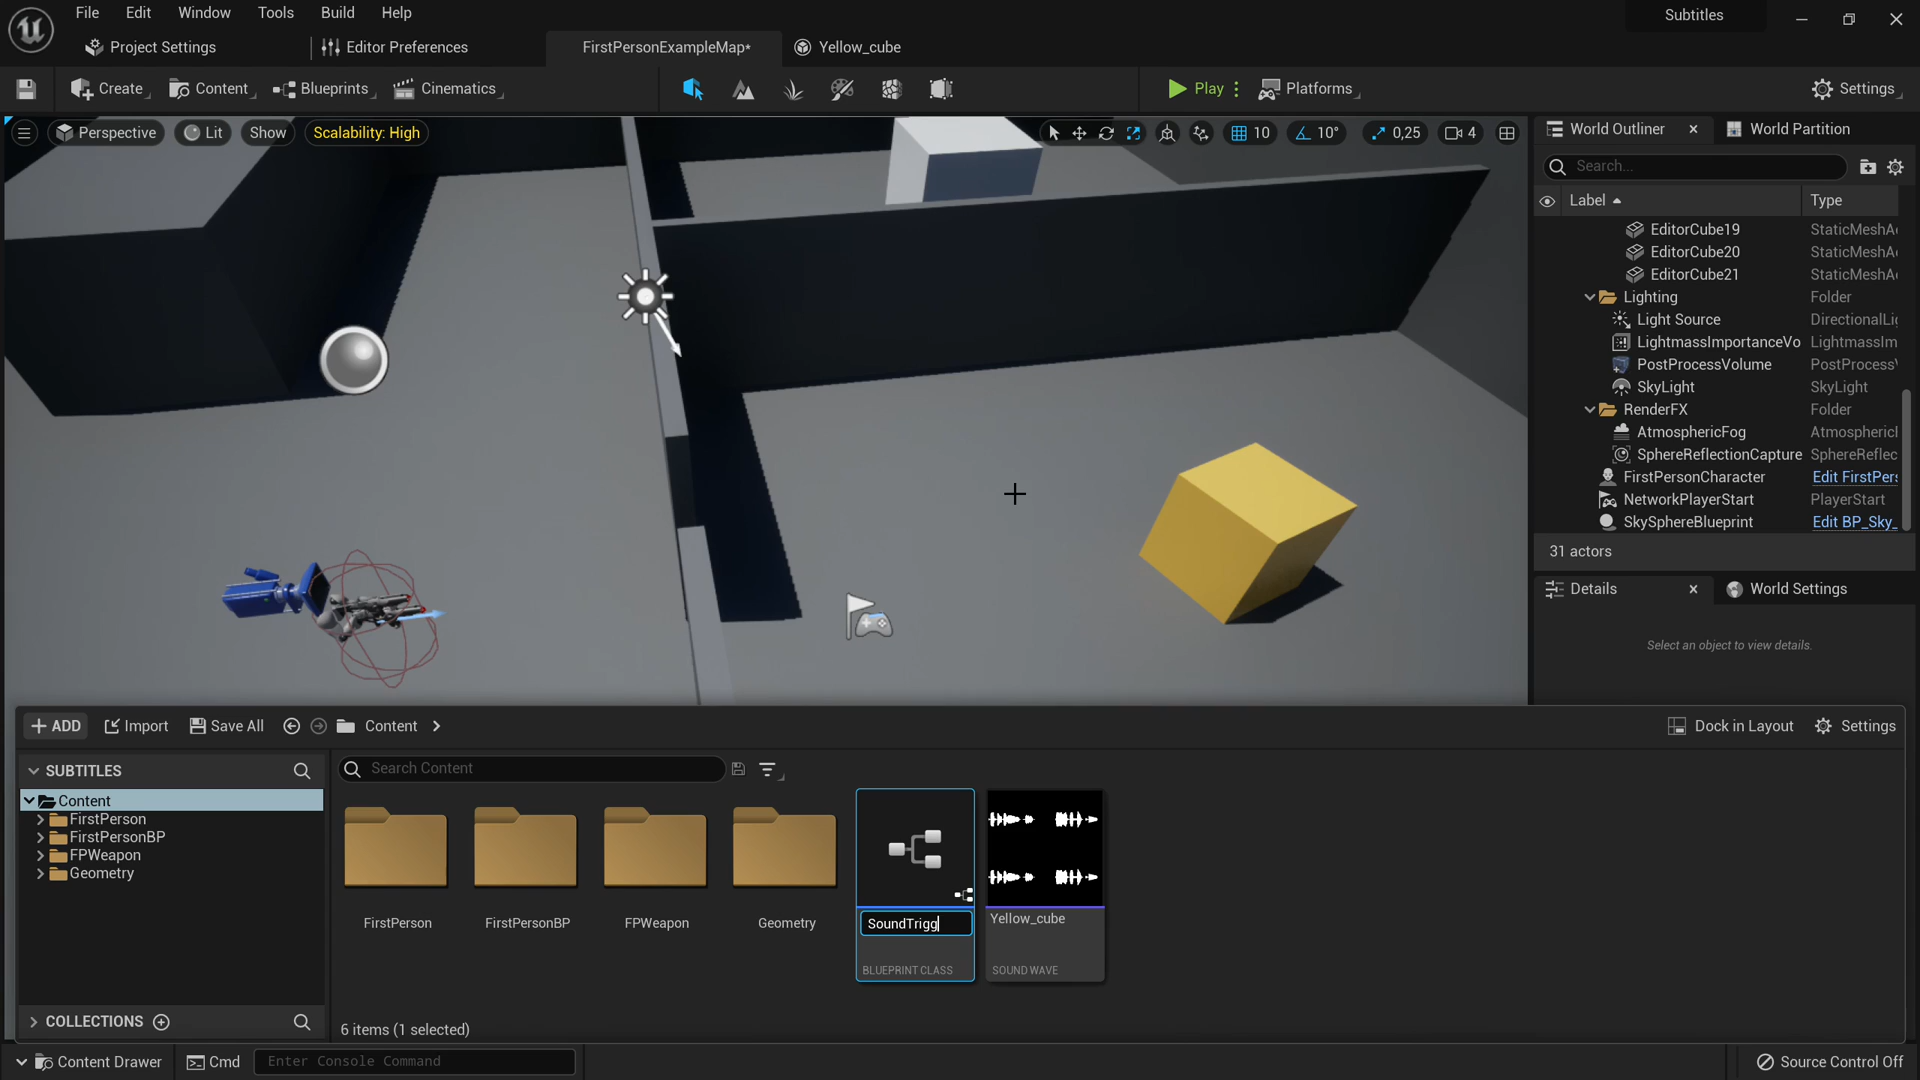 File Edit Window Tools Build Help
Subtitles
Project Settings
Editor Preferences
FirstPersonExampleMap*
Yellow_cube
Create
Content
Blueprints
Cinematics
Play
Platforms
Settings
Perspective
Lit
Show
Scalability: High
10
10°
0,25
4
World Outliner
World Partition
Search...
Label
Type
EditorCube19 StaticMeshA
EditorCube20 StaticMeshA
EditorCube21 StaticMeshA
Lighting Folder
Light Source DirectionalLi
LightmassImportanceVo LightmassIm
PostProcessVolume PostProcessV
SkyLight SkyLight
RenderFX Folder
AtmosphericFog Atmospheric
SphereReflectionCapture SphereReflec
FirstPersonCharacter Edit FirstPers
NetworkPlayerStart PlayerStart
SkySphereBlueprint Edit BP_Sky_
31 actors
Details
World Settings
Select an object to view details.
ADD
Import
Save All
Content
Dock in Layout
Settings
SUBTITLES
Search Content
Content
FirstPerson
FirstPersonBP
FPWeapon
Geometry
FirstPerson
FirstPersonBP
FPWeapon
Geometry
SoundTrigg
BLUEPRINT CLASS
Yellow_cube
SOUND WAVE
COLLECTIONS
6 items (1 selected)
Content Drawer
Cmd
Enter Console Command
Source Control Off